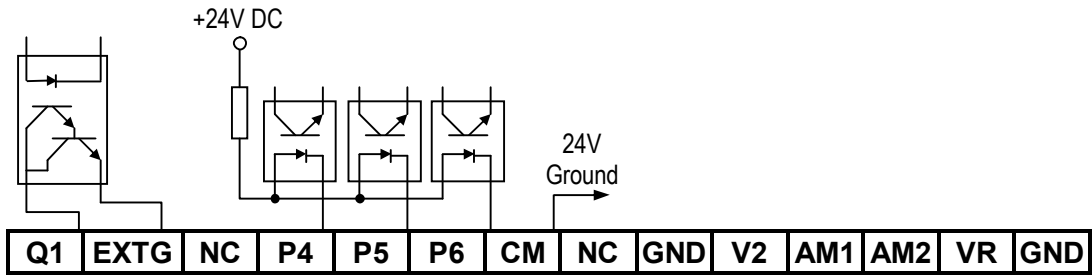 +24V DC
24V
Ground
Q1 EXTG NC P4 P5 P6 CM NC GND V2 AM1 AM2 VR GND